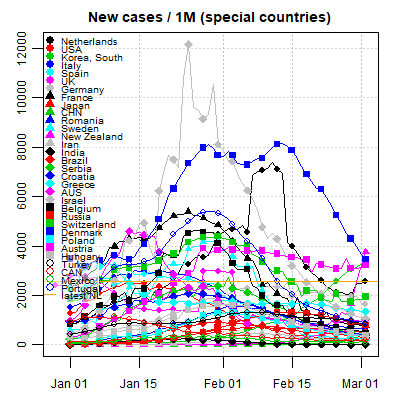 New cases / 1M (special countries)
12000
10000
8000
6000
4000
2000
0
Netherlands
USA
Korea, South
Italy
Spain
UK
Germany
France
Japan
CHN
Romania
Sweden
New Zealand
Iran
India
Brazil
Serbia
Croatia
Greece
AUS
Israel
Belgium
Russia
Switzerland
Denmark
Poland
Austria
Hungary
Turkey
CAN
Mexico
Portugal
latest NL
Jan 01
Jan 15
Feb 01
Feb 15
Mar 01